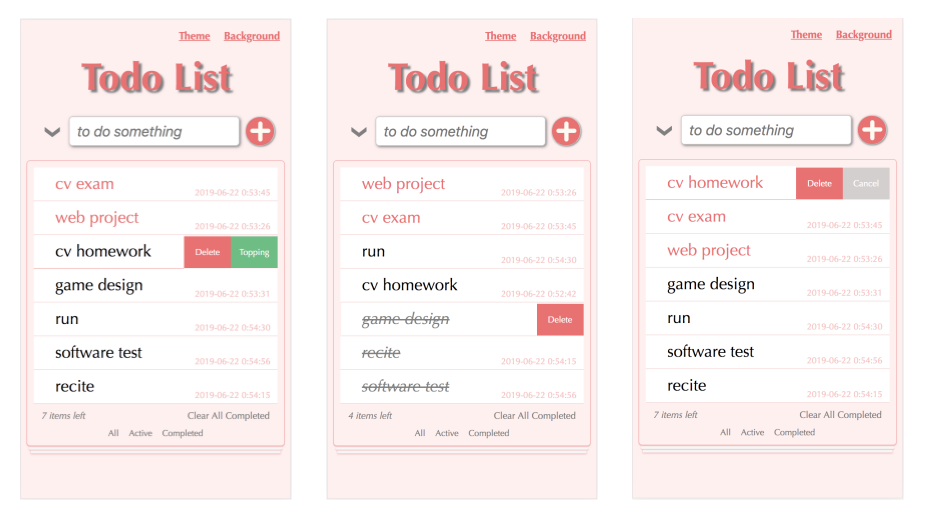 Theme Background
Todo List
to do something
cv exam
2019-06-22 0:53:45
web project
2019-06-22 0:53:26
cv homework Delete Topping
game design
2019-06-22 0:53:31
run
2019-06-22 0:54:30
software test
2019-06-22 0:54:56
recite
2019-06-22 0:54:15
7 items left Clear All Completed
All Active Completed
Theme Background
Todo List
to do something
web project
2019-06-22 0:53:26
cv exam
2019-06-22 0:53:45
run
2019-06-22 0:54:30
cv homework
2019-06-22 0:52:42
game design Delete
recite
2019-06-22 0:54:15
software test
2019-06-22 0:54:56
4 items left Clear All Completed
All Active Completed
Theme Background
Todo List
to do something
cv homework Delete Cancel
cv exam
2019-06-22 0:53:45
web project
2019-06-22 0:53:26
game design
2019-06-22 0:53:31
run
2019-06-22 0:54:30
software test
2019-06-22 0:54:56
recite
2019-06-22 0:54:15
7 items left Clear All Completed
All Active Completed